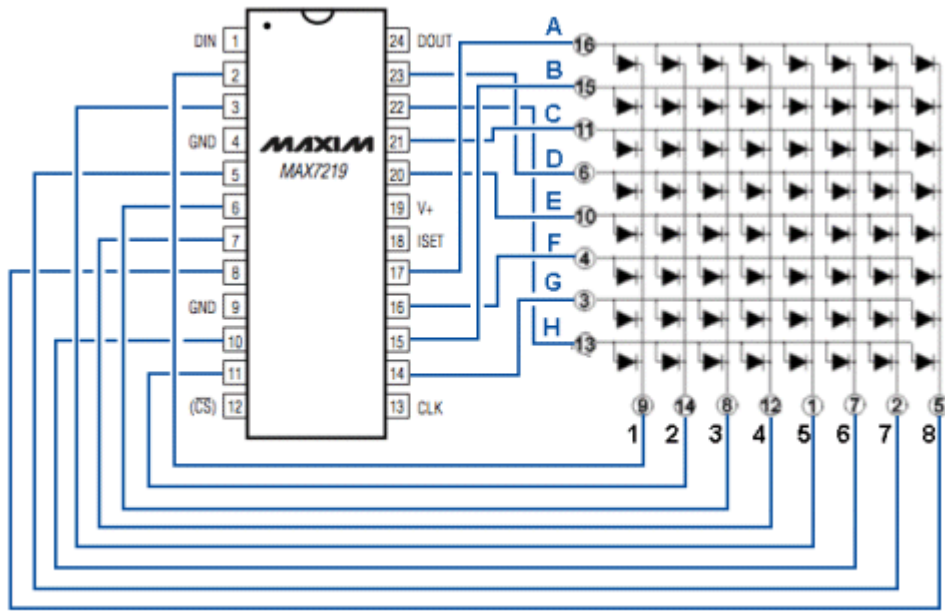 DIN 1
2
3
GND 4
5
6
7
8
GND 9
10
11
(CS) 12
24 DOUT
23
22
21
20
19 V+
18 ISET
17
16
15
14
13 CLK
MAXIM
MAX7219
A 16
B 15
C 11
D 6
E 10
F 4
G 3
H 13
9 14 8 12 1 7 2 5
1 2 3 4 5 6 7 8